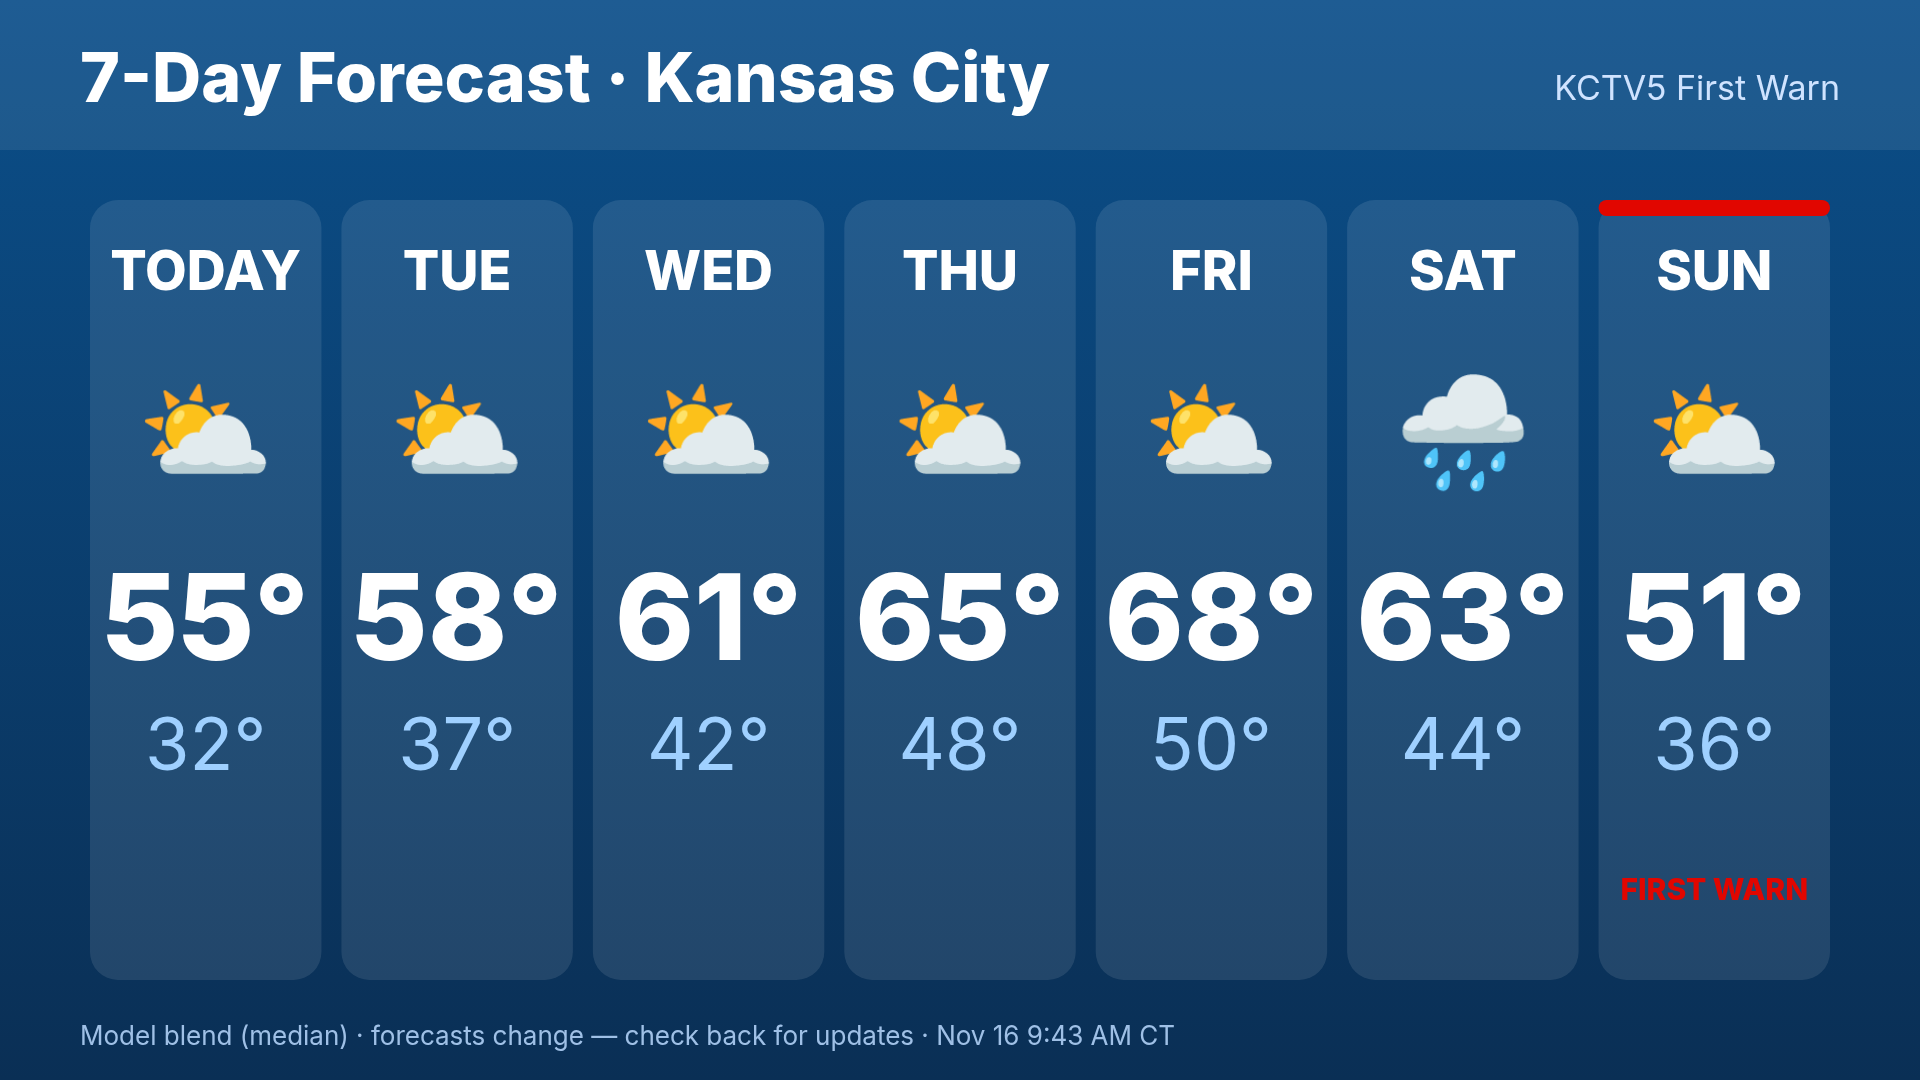 7-Day Forecast · Kansas City
KCTV5 First Warn
TODAY
55°
32°
TUE
58°
37°
WED
61°
42°
THU
65°
48°
FRI
68°
50°
SAT
63°
44°
SUN
51°
36°
FIRST WARN
Model blend (median) · forecasts change — check back for updates · Nov 16 9:43 AM CT